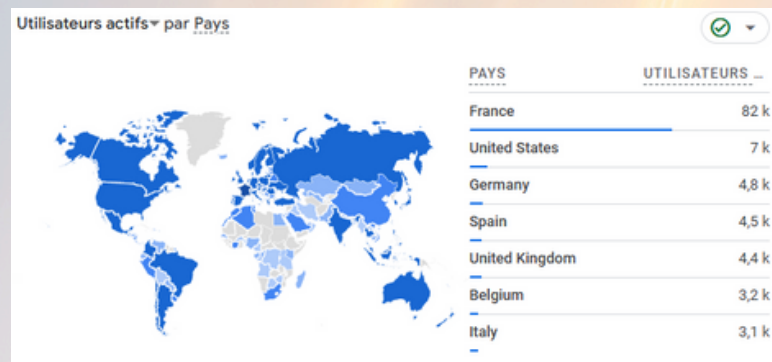 Utilisateurs actifs par Pays
PAYS UTILISATEURS ...
France 82 k
United States 7 k
Germany 4,8 k
Spain 4,5 k
United Kingdom 4,4 k
Belgium 3,2 k
Italy 3,1 k